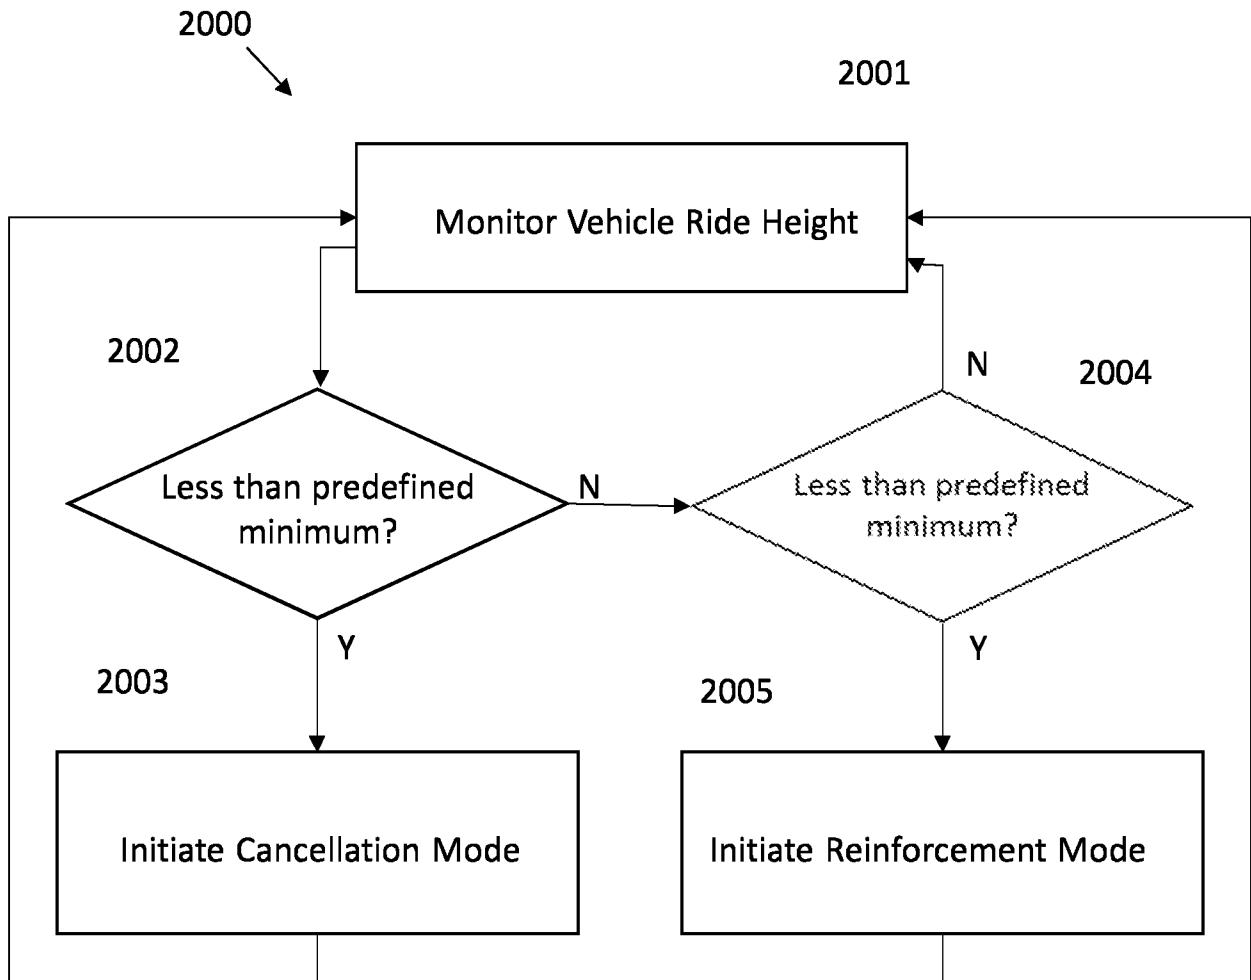 2000
2001
Monitor Vehicle Ride Height
2002
N
2004
Less than predefined
minimum?
N
Less than predefined
minimum?
Y
Y
2003
2005
Initiate Cancellation Mode
Initiate Reinforcement Mode